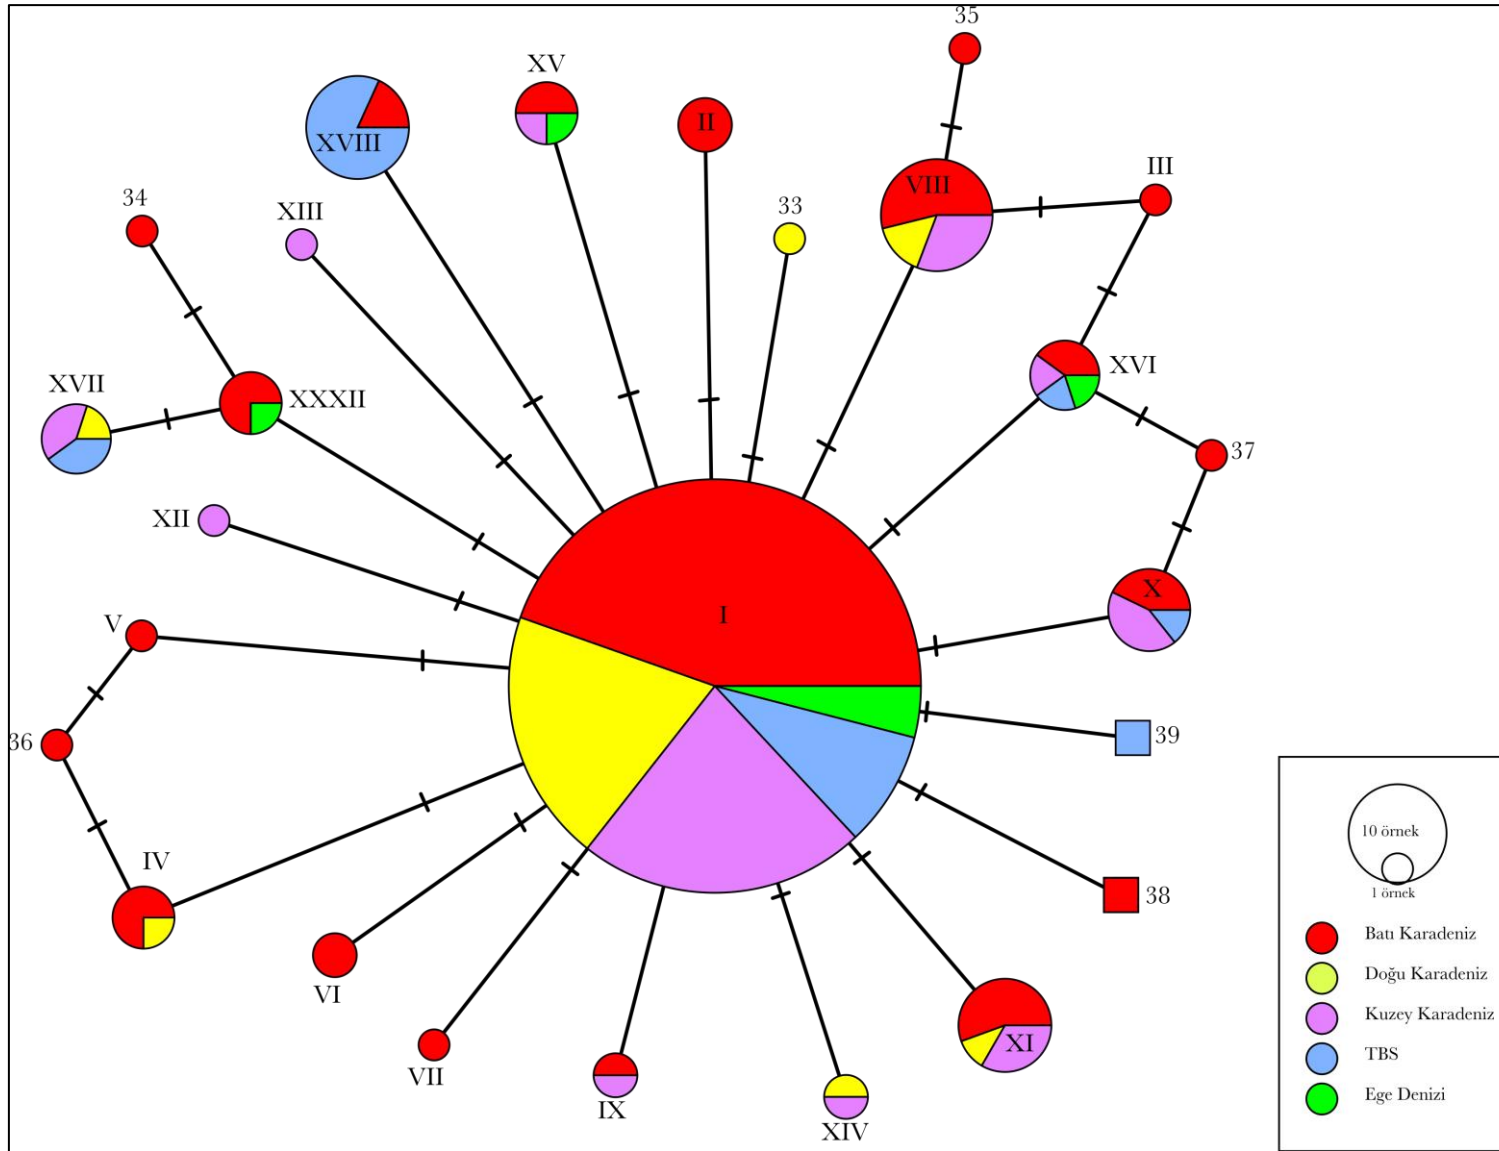 35
XV
II
XVIII
VIII
III
34
XIII
33
XVII
XXXII
XVI
37
XII
I
X
V
36
39
IV
38
10 örnek
1 örnek
Batı Karadeniz
Doğu Karadeniz
Kuzey Karadeniz
TBS
Ege Denizi
VI
VII
IX
XIV
XI